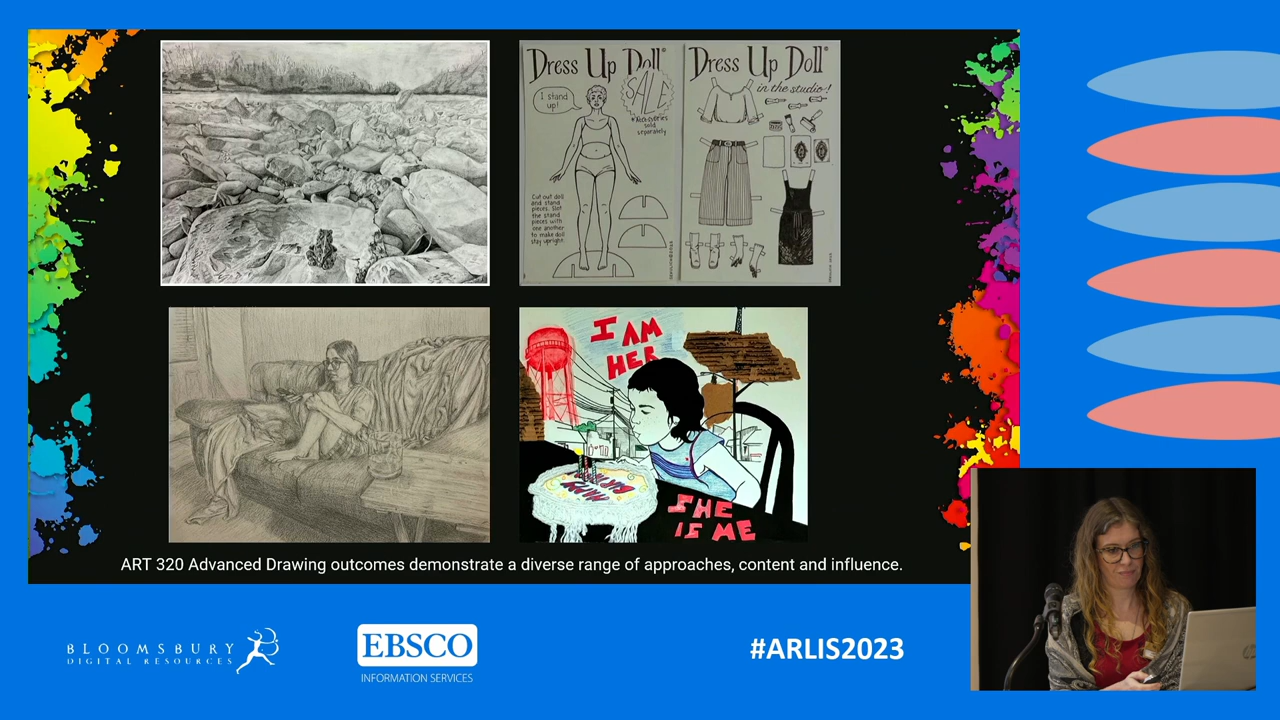 Dress Up Doll
SALE
I stand
up!
*Accessories
sold
separately
Cut out doll
and stand
pieces. Slot
the stand
pieces with
one another
to make doll
stay upright.
Dress Up Doll
in the studio!
I AM
HER
SHE
IS ME
ART 320 Advanced Drawing outcomes demonstrate a diverse range of approaches, content and influence.
BLOOMSBURY
DIGITAL RESOURCES
EBSCO
INFORMATION SERVICES
#ARLIS2023
hp